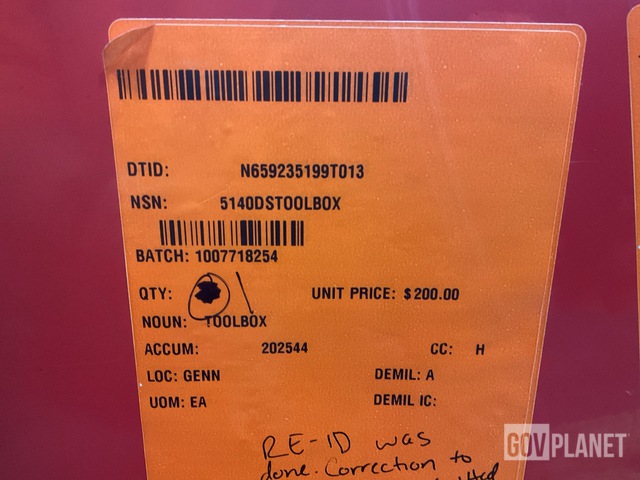 DTID: N659235199T013
NSN: 5140DSTOOLBOX
BATCH: 1007718254
QTY: \ UNIT PRICE: $200.00
NOUN: TOOLBOX
ACCUM: 202544 CC: H
LOC: GENN DEMIL: A
UOM: EA DEMIL IC:
RE-ID was
done. Correction to
GOVPLANET